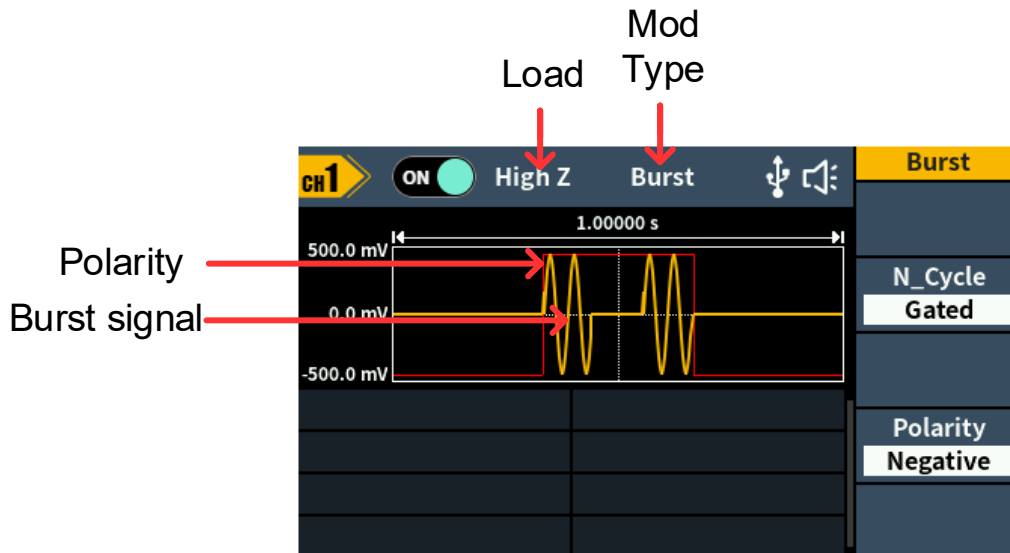 Mod
Type
Load
CH1
ON
High Z
Burst
Burst
1.00000 s
500.0 mV
Polarity
N_Cycle
Gated
Burst signal
0.0 mV
-500.0 mV
Polarity
Negative